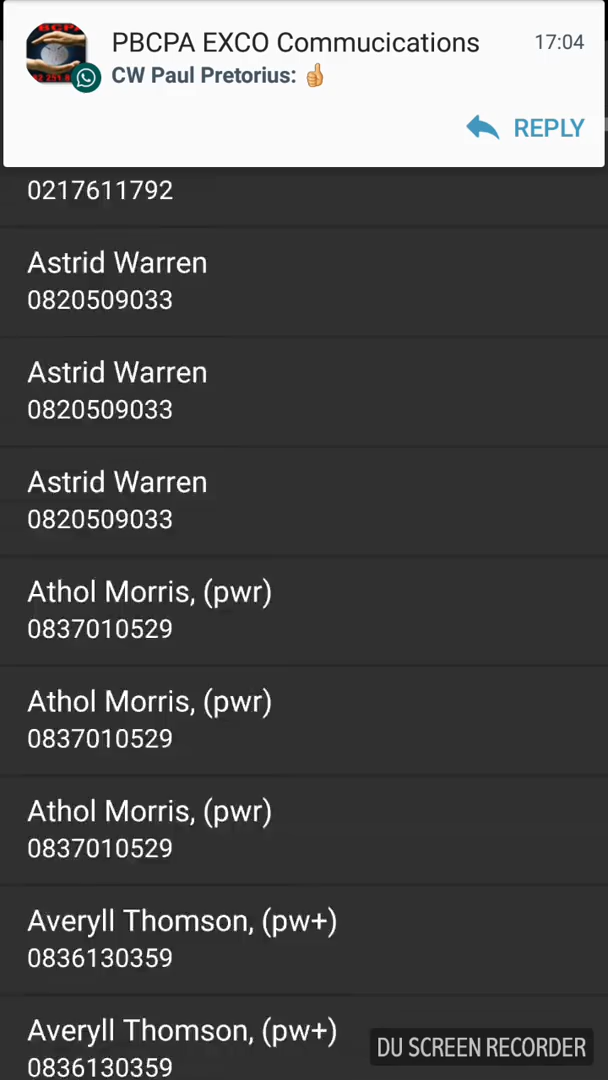 PBCPA EXCO Commucications 17:04
CW Paul Pretorius: 👍
REPLY
0217611792
Astrid Warren
0820509033
Astrid Warren
0820509033
Astrid Warren
0820509033
Athol Morris, (pwr)
0837010529
Athol Morris, (pwr)
0837010529
Athol Morris, (pwr)
0837010529
Averyll Thomson, (pw+)
0836130359
Averyll Thomson, (pw+)
0836130359
DU SCREEN RECORDER